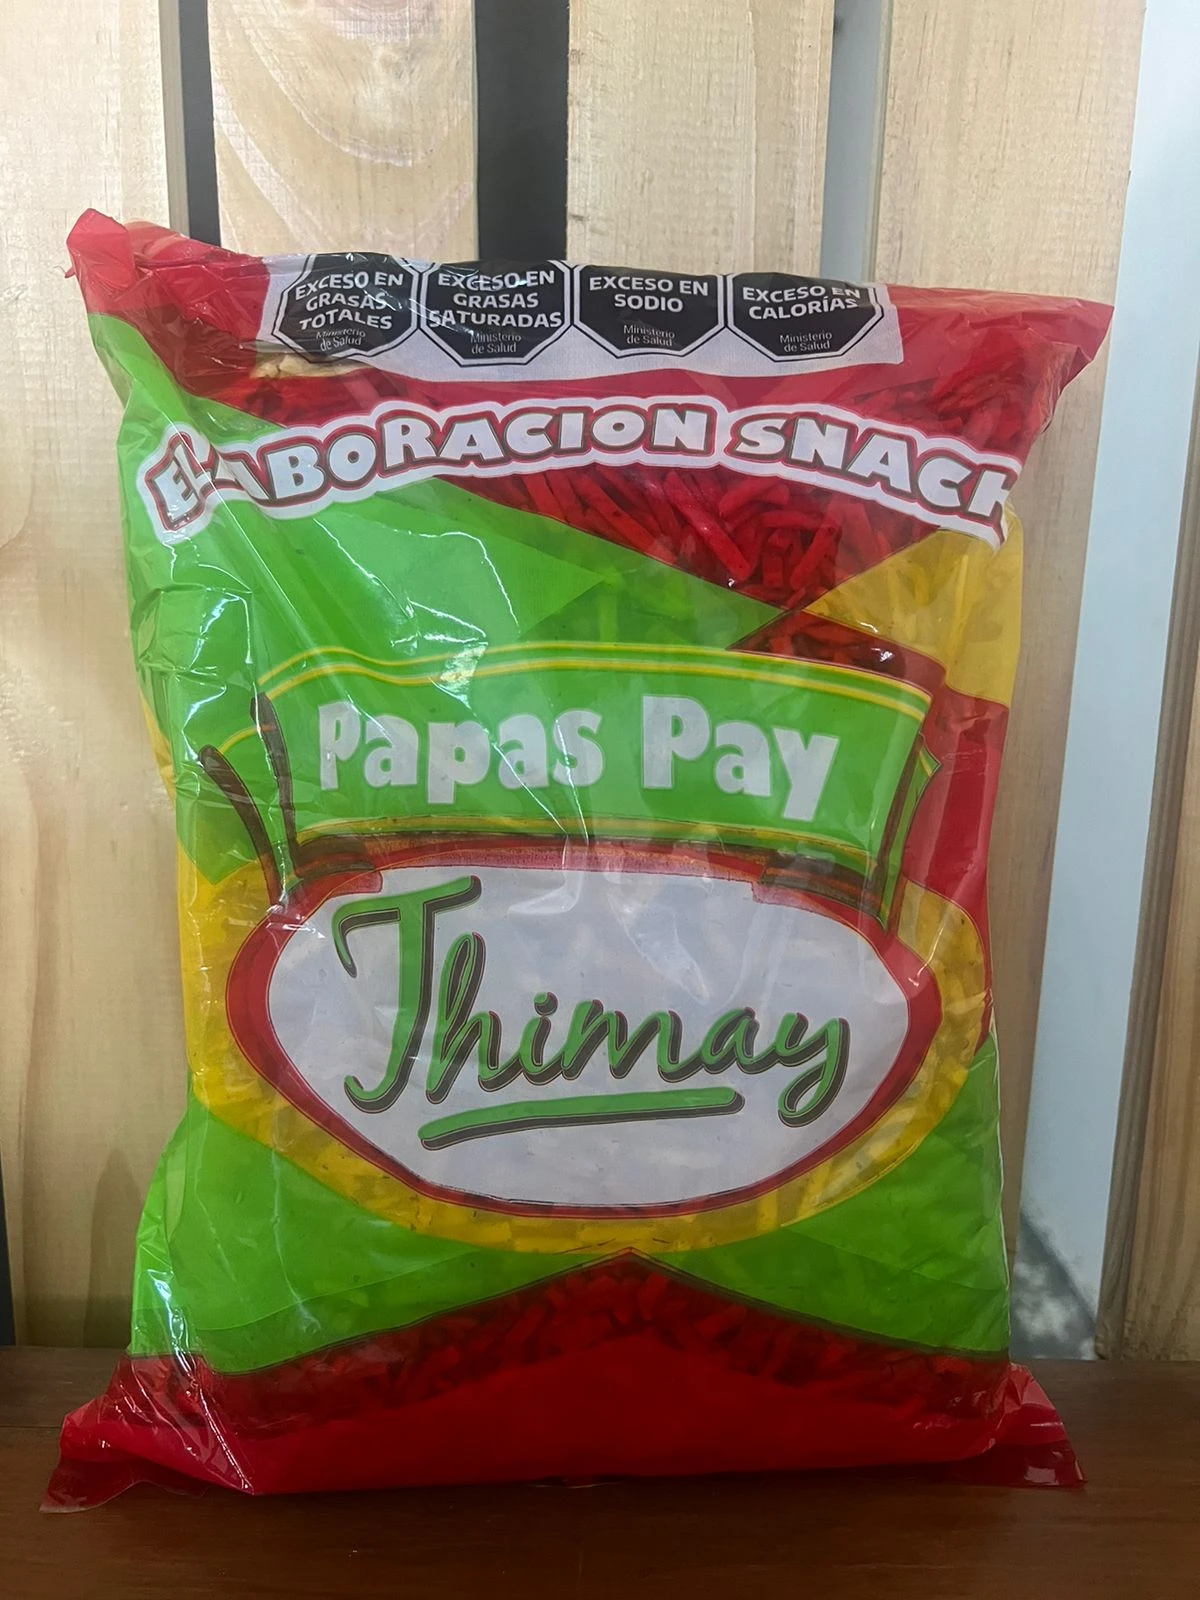 EXCESO EN
GRASAS
TOTALES
Ministerio
de Salud
EXCESO EN
GRASAS
SATURADAS
Ministerio
de Salud
EXCESO EN
SODIO
Ministerio
de Salud
EXCESO EN
CALORÍAS
Ministerio
de Salud
ELABORACION SNACK
Papas Pay
Thimay